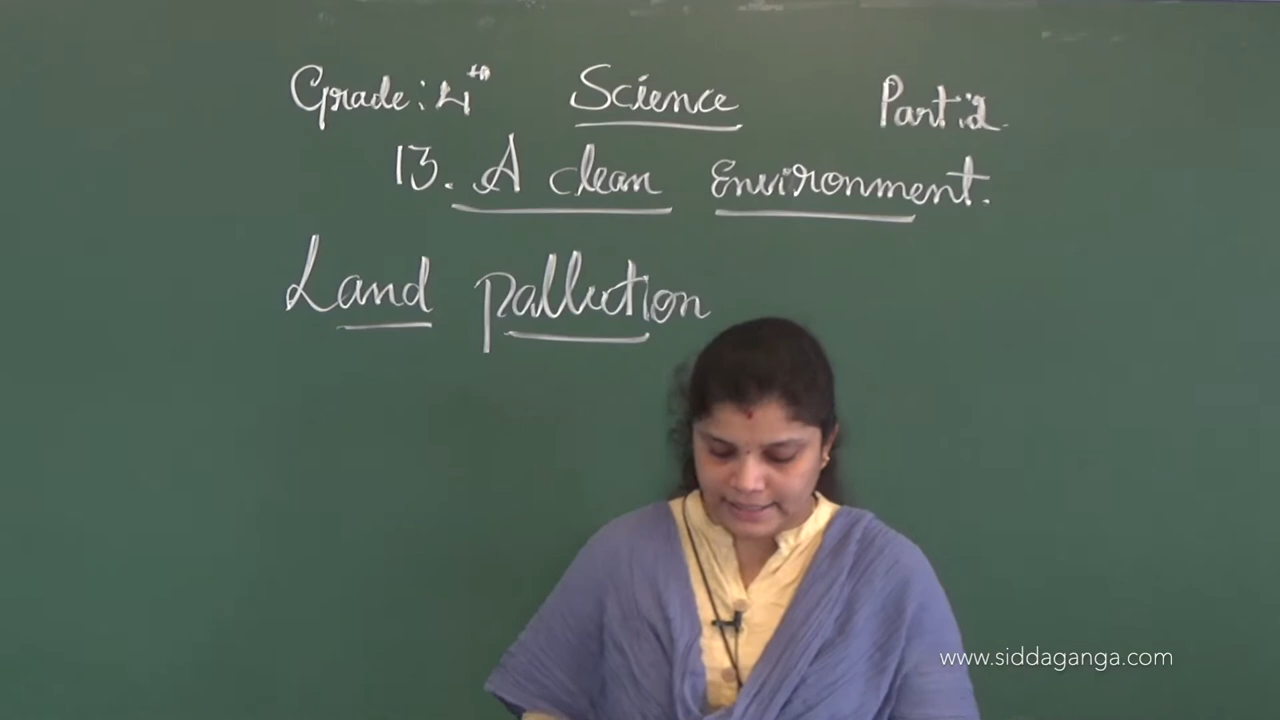 Grade: 4th Science Part:2.
13. A clean Environment.
Land pallution
www.siddaganga.com